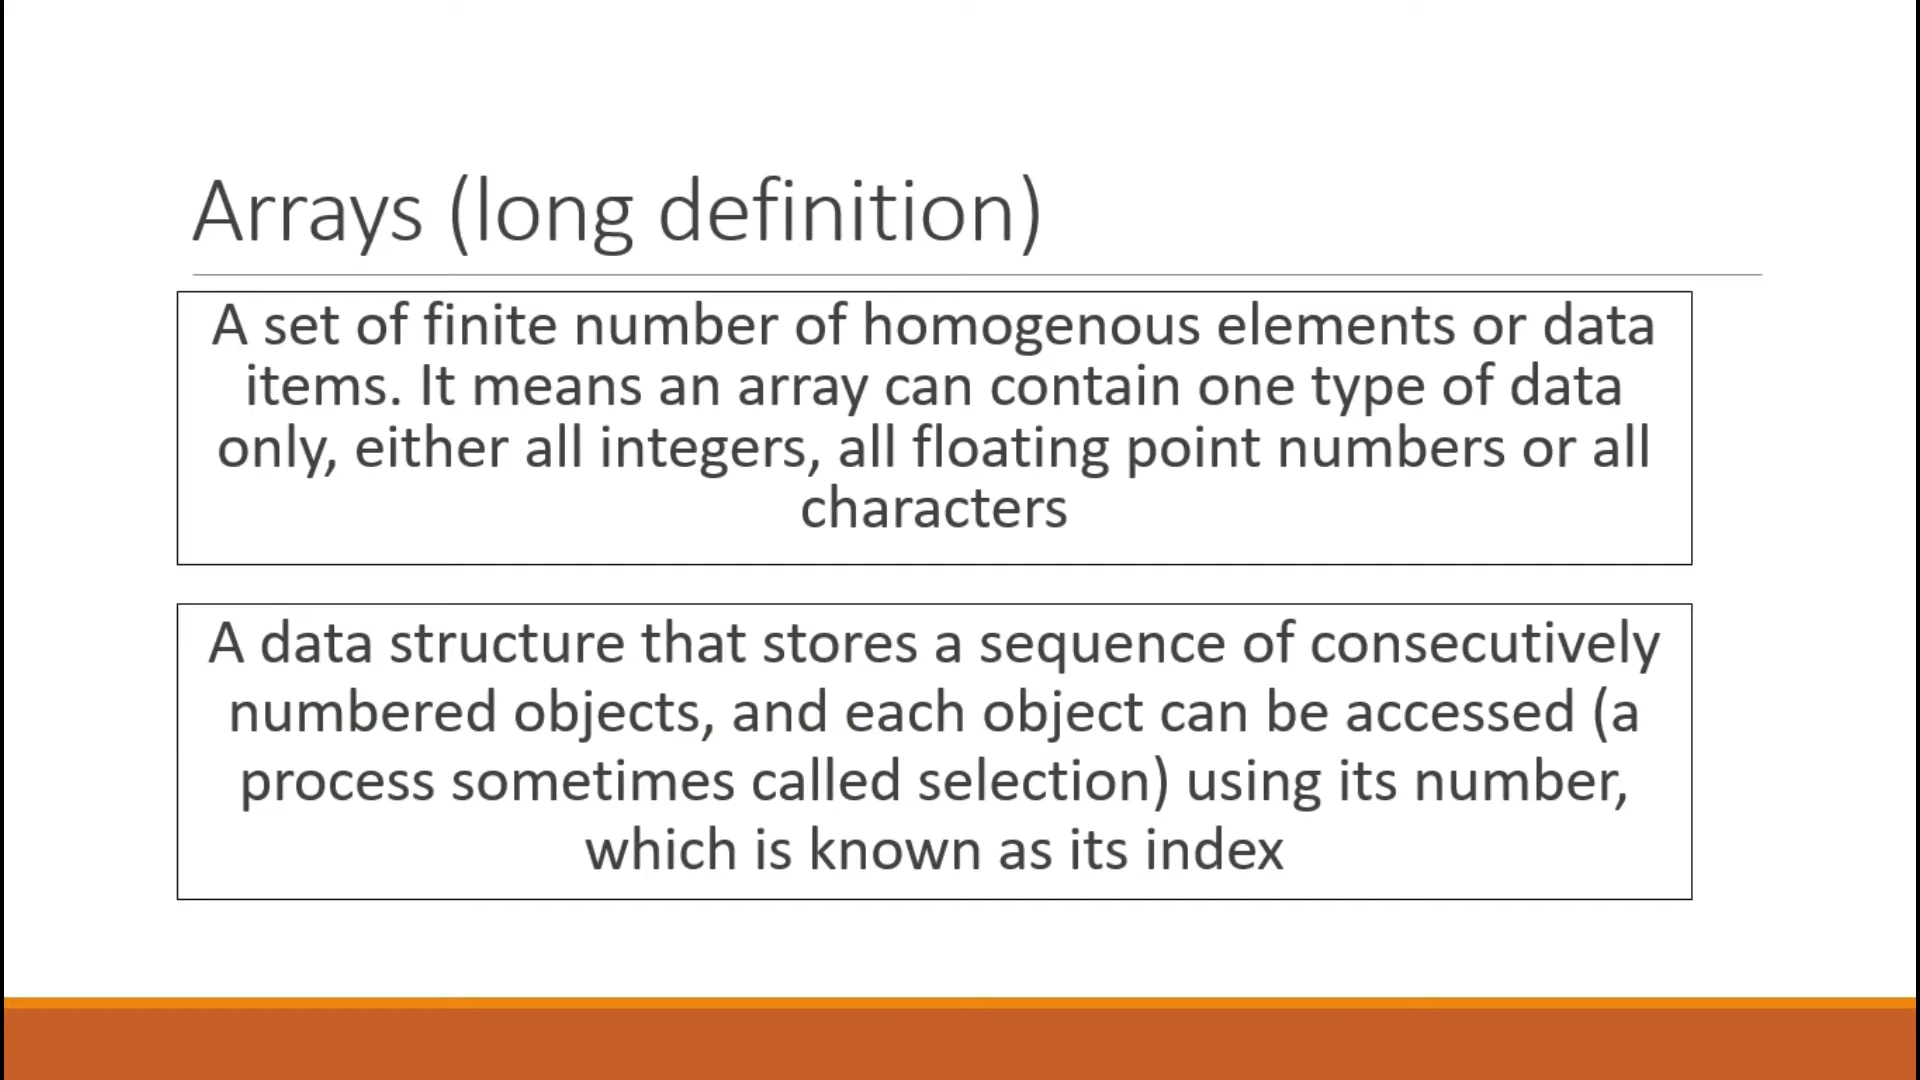 Arrays (long definition)
A set of finite number of homogenous elements or data
items. It means an array can contain one type of data
only, either all integers, all floating point numbers or all
characters
A data structure that stores a sequence of consecutively
numbered objects, and each object can be accessed (a
process sometimes called selection) using its number,
which is known as its index